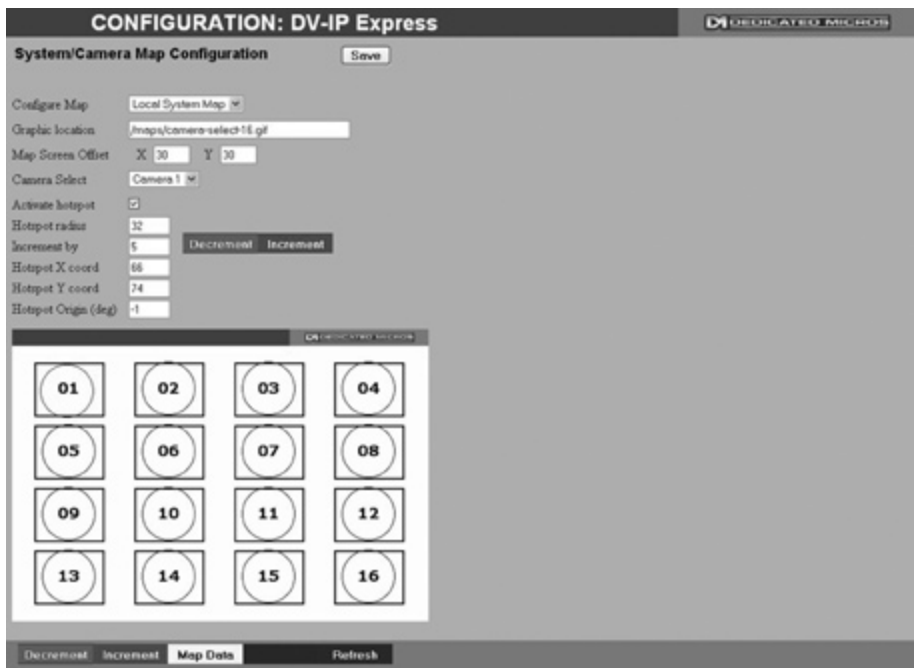 CONFIGURATION: DV-IP Express
DEDICATED MICROS
System/Camera Map Configuration
Save
Configure Map Local System Map
Graphic location /maps/camera-select-16.gif
Map Screen Offset X 30 Y 30
Camera Select Camera 1
Activate hotspot
Hotspot radius 32
Increment by 5 Decrement Increment
Hotspot X coord 66
Hotspot Y coord 74
Hotspot Origin (deg) -1
DEDICATED MICROS
01 02 03 04
05 06 07 08
09 10 11 12
13 14 15 16
Decrement Increment Map Data Refresh